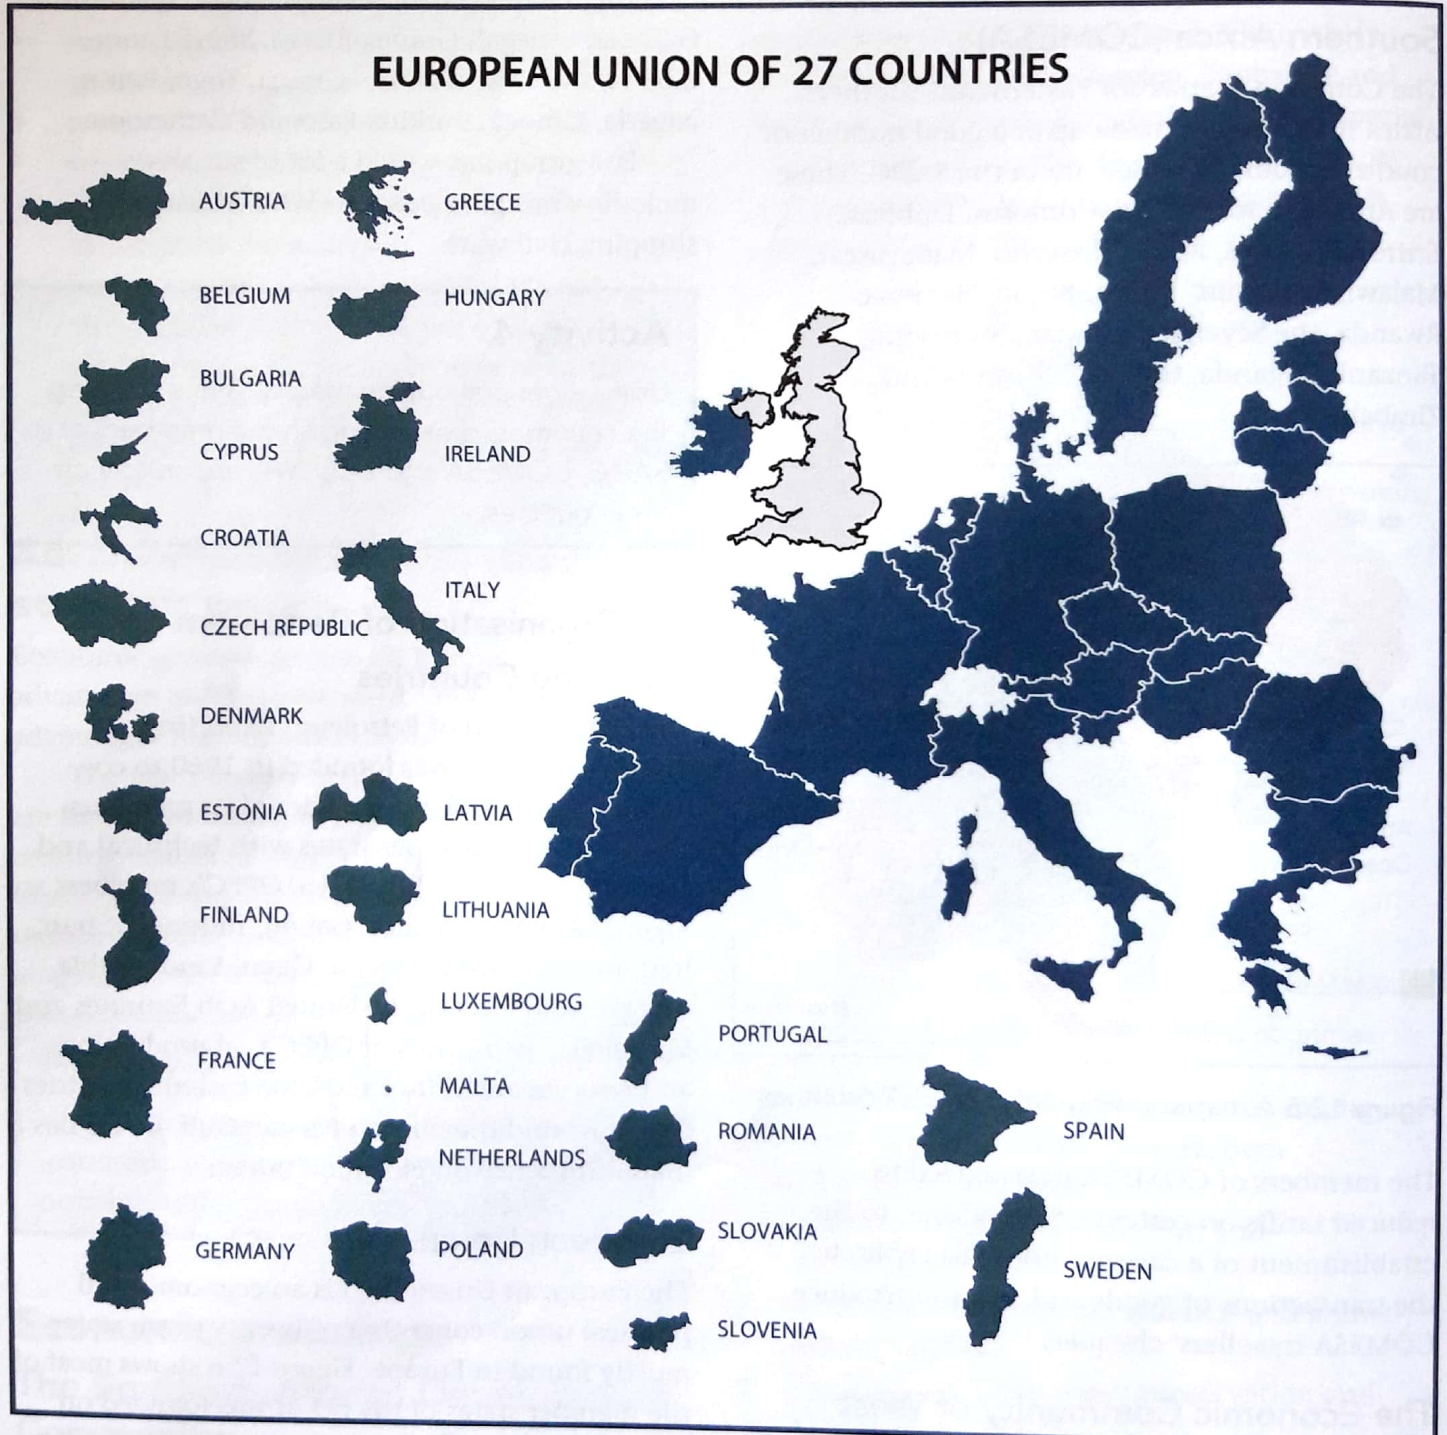 EUROPEAN UNION OF 27 COUNTRIES
AUSTRIA
BELGIUM
BULGARIA
CYPRUS
CROATIA
CZECH REPUBLIC
DENMARK
ESTONIA
FINLAND
FRANCE
GERMANY
GREECE
HUNGARY
IRELAND
ITALY
LATVIA
LITHUANIA
LUXEMBOURG
MALTA
NETHERLANDS
POLAND
PORTUGAL
ROMANIA
SLOVAKIA
SLOVENIA
SPAIN
SWEDEN